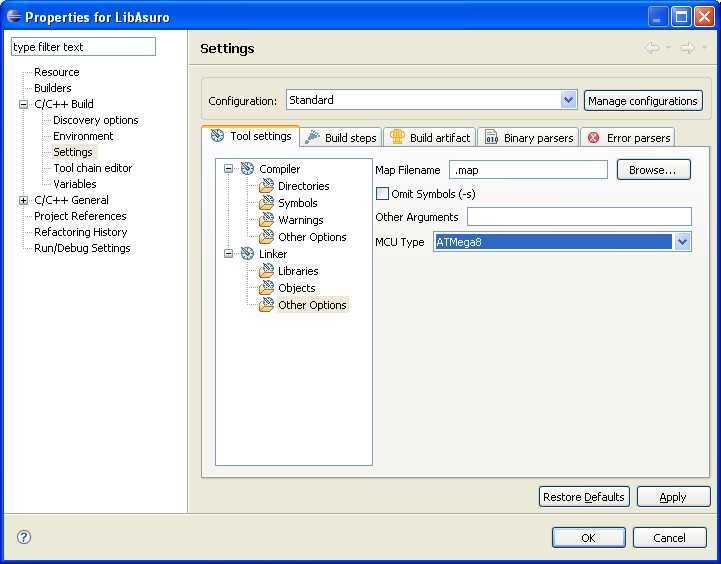 Properties for LibAsuro
type filter text
Resource
Builders
C/C++ Build
Discovery options
Environment
Settings
Tool chain editor
Variables
C/C++ General
Project References
Refactoring History
Run/Debug Settings
Settings
Configuration: Standard Manage configurations
Tool settings Build steps Build artifact 010 Binary parsers Error parsers
Compiler
Directories
Symbols
Warnings
Other Options
Linker
Libraries
Objects
Other Options
Map Filename .map Browse...
Omit Symbols (-s)
Other Arguments
MCU Type ATMega8
Restore Defaults Apply
? OK Cancel